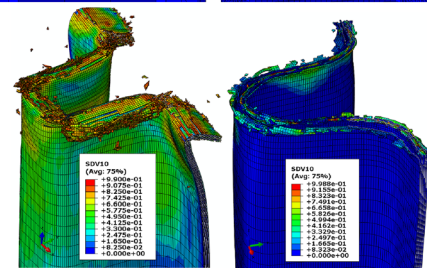 SDV10
(Avg: 75%)
+9.900e-01
+9.075e-01
+8.250e-01
+7.425e-01
+6.600e-01
+5.775e-01
+4.950e-01
+4.125e-01
+3.300e-01
+2.475e-01
+1.650e-01
+8.250e-02
+0.000e+00
SDV10
(Avg: 75%)
+9.988e-01
+9.155e-01
+8.323e-01
+7.491e-01
+6.658e-01
+5.826e-01
+4.994e-01
+4.162e-01
+3.329e-01
+2.497e-01
+1.665e-01
+8.323e-02
+0.000e+00